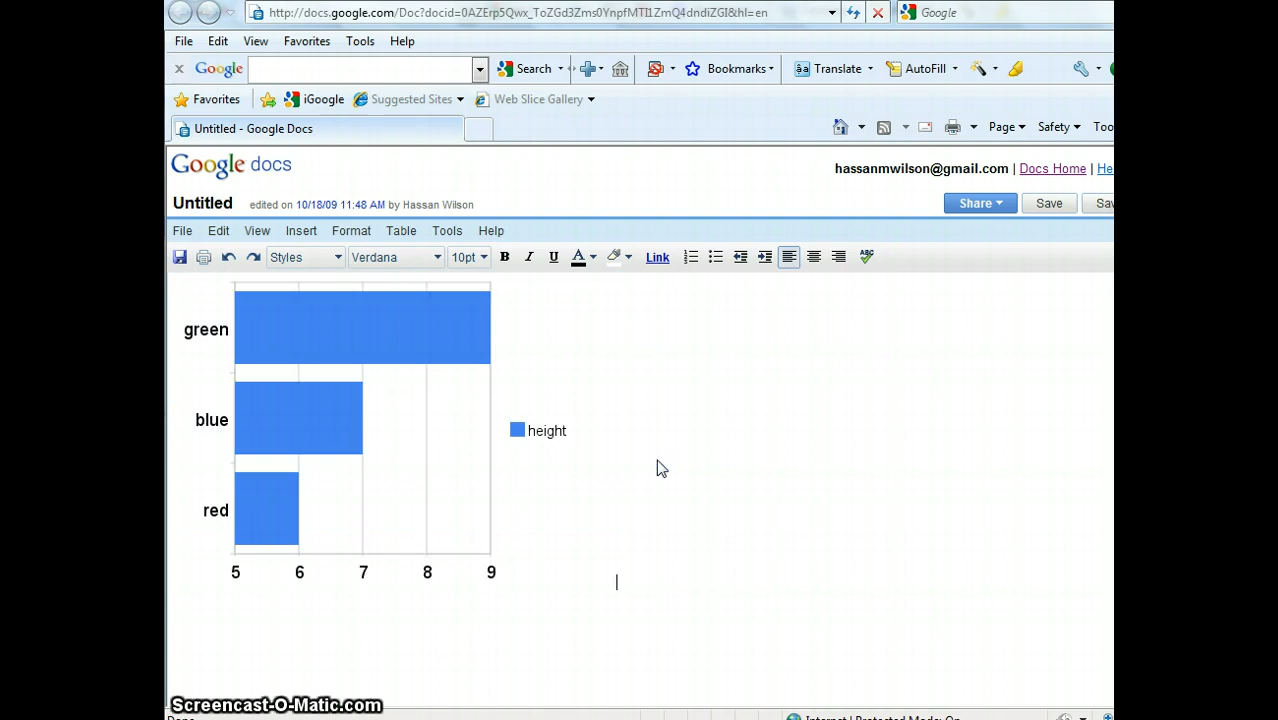 http://docs.google.com/Doc?docid=0AZErp5Qwx_ToZGd3Zms0YnpfMTI1ZmQ4dndiZGI&hl=en Google
File Edit View Favorites Tools Help
x Google Search Bookmarks Translate AutoFill
Favorites iGoogle Suggested Sites Web Slice Gallery
Untitled - Google Docs Page Safety Too
Google docs hassanmwilson@gmail.com | Docs Home | He
Untitled edited on 10/18/09 11:48 AM by Hassan Wilson Share Save Sav
File Edit View Insert Format Table Tools Help
Styles Verdana 10pt B I U A Link ABC
green
blue
height
red
5 6 7 8 9
Screencast-O-Matic.com